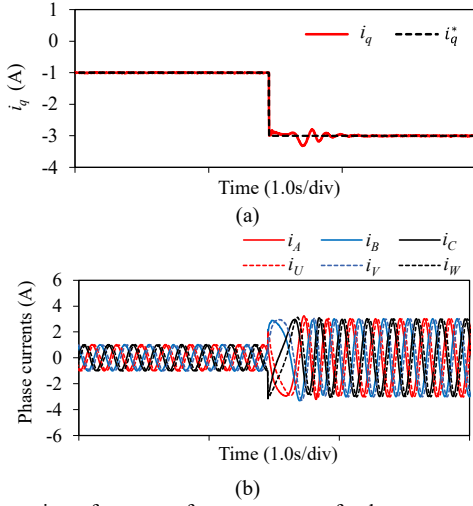 1
0
-1
-2
-3
-4
i_q (A)
i_q i_q^*
Time (1.0s/div)
(a)
i_A i_B i_C
i_U i_V i_W
6
4
2
0
-2
-4
-6
Phase currents (A)
Time (1.0s/div)
(b)